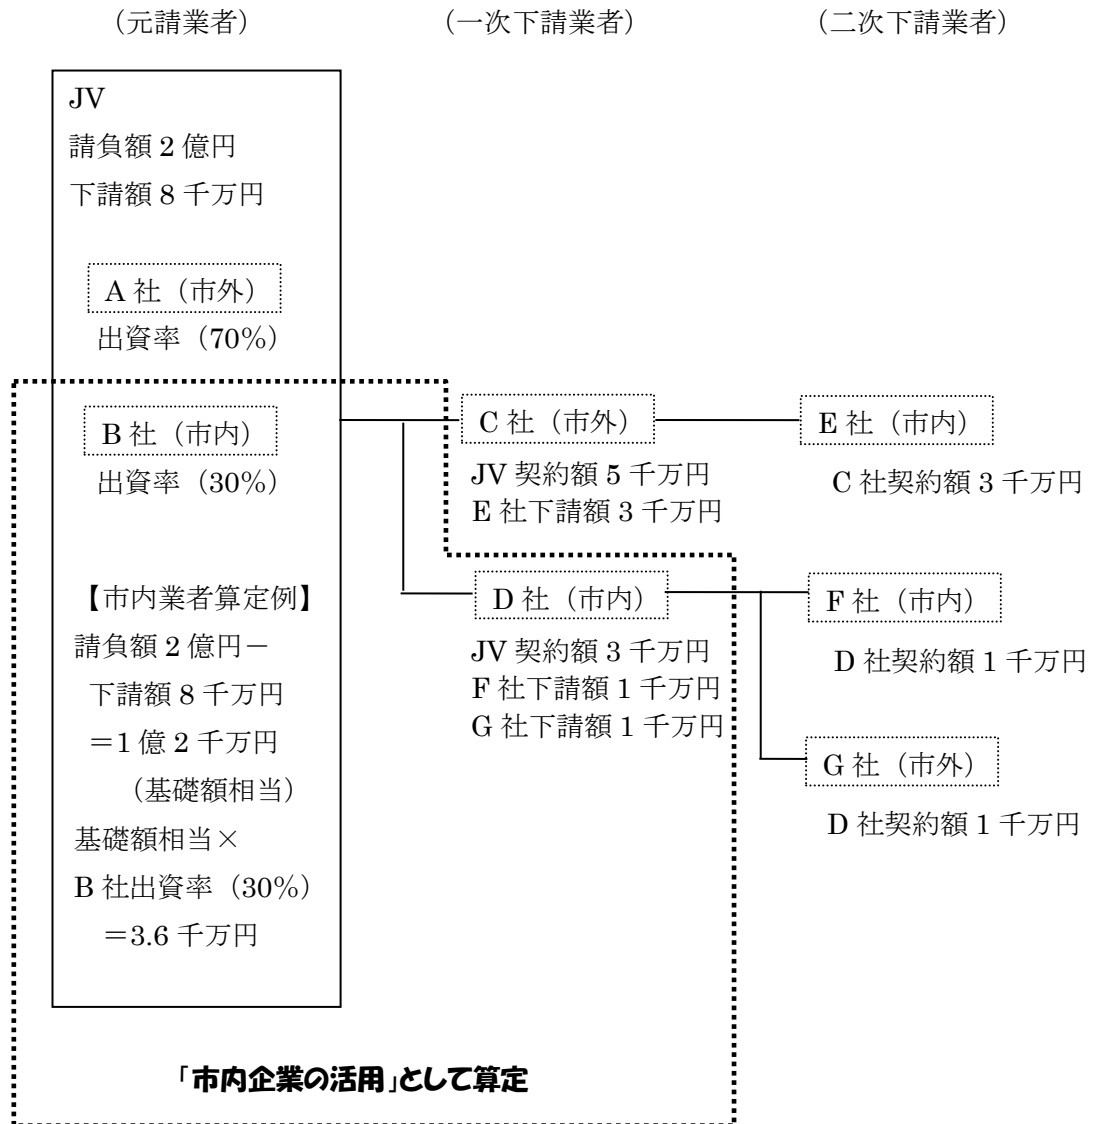 (元請業者)
(一次下請業者)
(二次下請業者)
JV
請負額 2 億円
下請額 8 千万円
A 社（市外）
出資率（70%）
B 社（市内）
出資率（30%）
【市内業者算定例】
請負額 2 億円－
下請額 8 千万円
＝1 億 2 千万円
（基礎額相当）
基礎額相当×
B 社出資率（30%）
＝3.6 千万円
C 社（市外）
JV 契約額 5 千万円
E 社下請額 3 千万円
D 社（市内）
JV 契約額 3 千万円
F 社下請額 1 千万円
G 社下請額 1 千万円
E 社（市内）
C 社契約額 3 千万円
F 社（市内）
D 社契約額 1 千万円
G 社（市外）
D 社契約額 1 千万円
「市内企業の活用」として算定